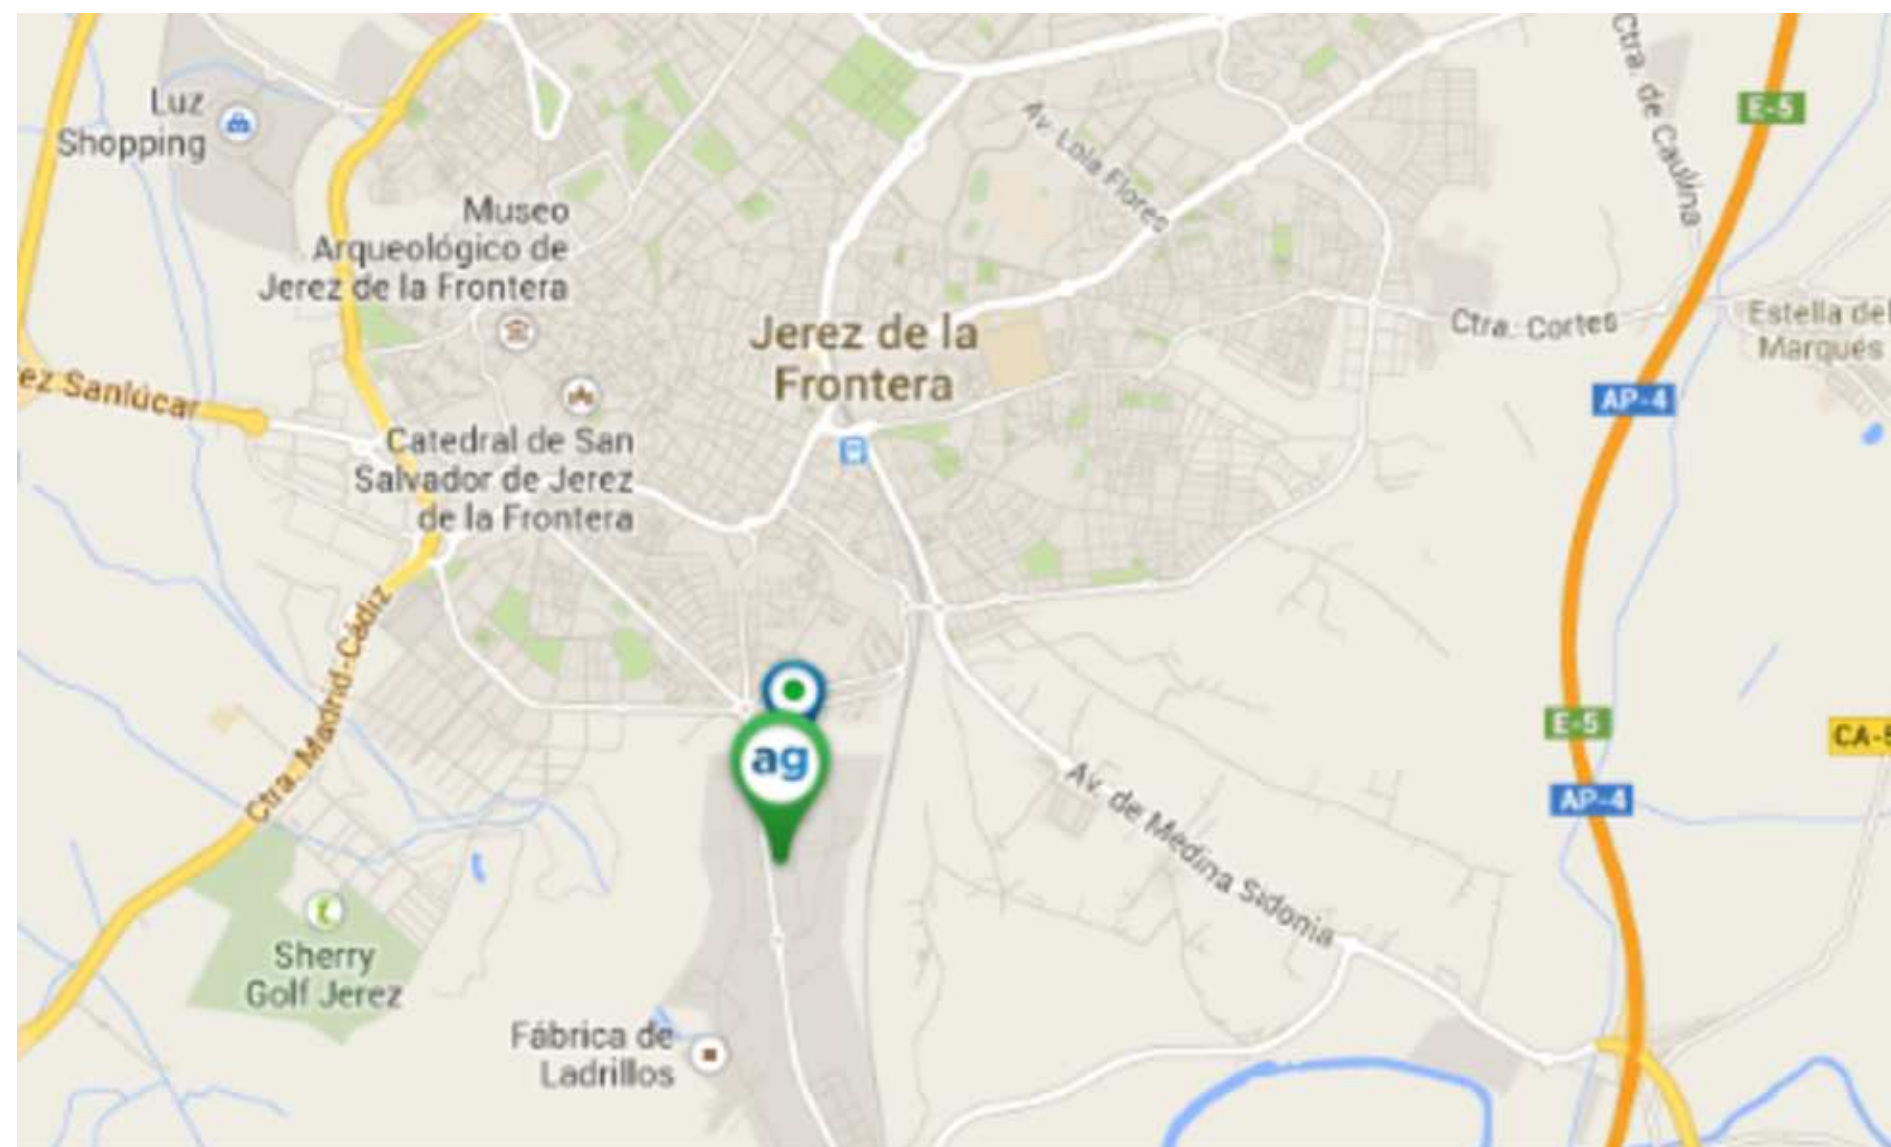 Luz
Shopping
Museo
Arqueológico de
Jerez de la Frontera
Jerez de la
Frontera
Av. Lola Flores
Ctra. de Caulina
E-5
Ctra. Cortes
Estella del
Marqués
ez Sanlúcar
AP-4
Catedral de San
Salvador de Jerez
de la Frontera
Ctra. Madrid-Cádiz
ag
E-5
CA-5
AP-4
Av. de Medina Sidonia
Sherry
Golf Jerez
Fábrica de
Ladrillos